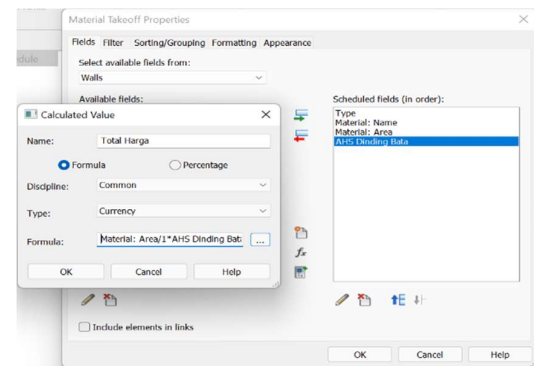 Material Takeoff Properties
Fields Filter Sorting/Grouping Formatting Appearance
Select available fields from:
Walls
Available fields:
Scheduled fields (in order):
Type
Material: Name
Material: Area
AHS Dinding Bata
Calculated Value
Name: Total Harga
Formula Percentage
Discipline: Common
Type: Currency
Formula: Material: Area/1*AHS Dinding Bat: ...
OK Cancel Help
fx
Include elements in links
OK Cancel Help